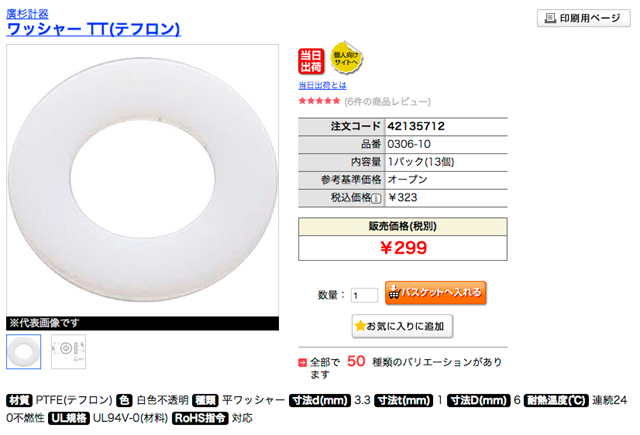 廣杉計器
ワッシャー TT(テフロン)
印刷用ページ
当日
出荷
個人向け
サイトへ
当日出荷とは
★★★★★ (6件の商品レビュー)
注文コード 42135712
品番 0306-10
内容量 1パック(13個)
参考基準価格 オープン
税込価格 ¥323
販売価格(税別)
¥299
数量： 1 バスケットへ入れる
お気に入りに追加
全部で 50 種類のバリエーションがあり
ます
※代表画像です
材質 PTFE(テフロン) 色 白色不透明 種類 平ワッシャー 寸法d(mm) 3.3 寸法t(mm) 1 寸法D(mm) 6 耐熱温度(℃) 連続24
0不燃性 UL規格 UL94V-0(材料) RoHS指令 対応